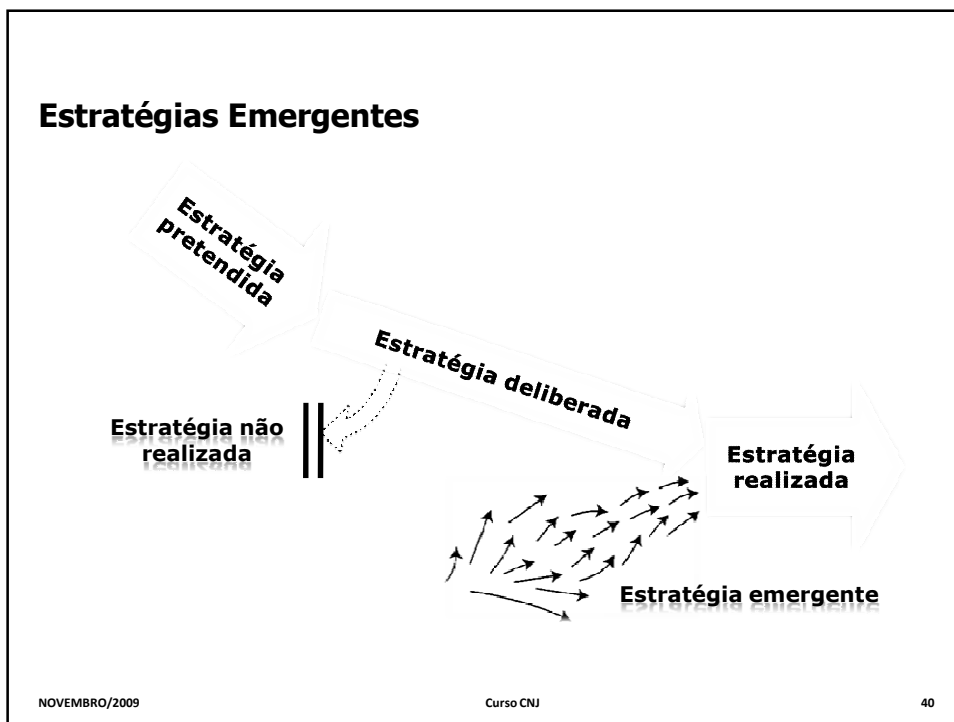 Estratégias Emergentes
Estratégia
pretendida
Estratégia deliberada
Estratégia não
realizada
Estratégia
realizada
Estratégia emergente
NOVEMBRO/2009
Curso CNJ
40